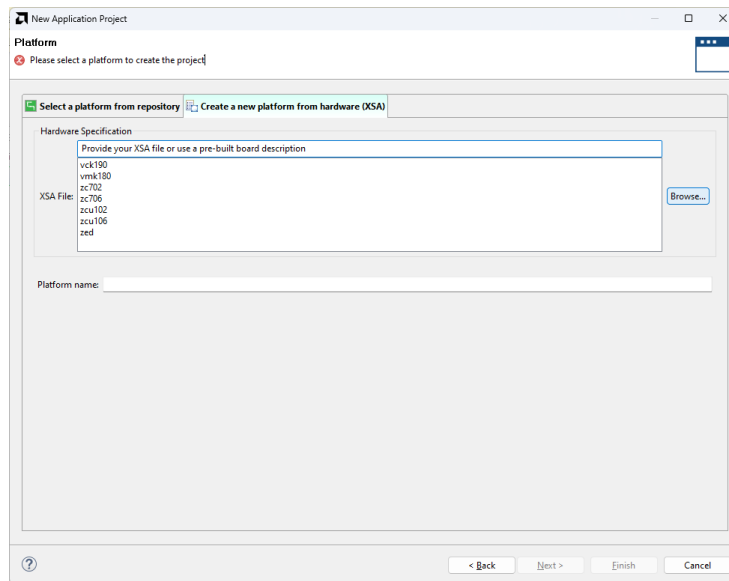 New Application Project
Platform
Please select a platform to create the project
Select a platform from repository
Create a new platform from hardware (XSA)
Hardware Specification
Provide your XSA file or use a pre-built board description
vck190
vmk180
zc702
XSA File:
zc706
Browse...
zcu102
zcu106
zed
Platform name:
?
< Back
Next >
Finish
Cancel